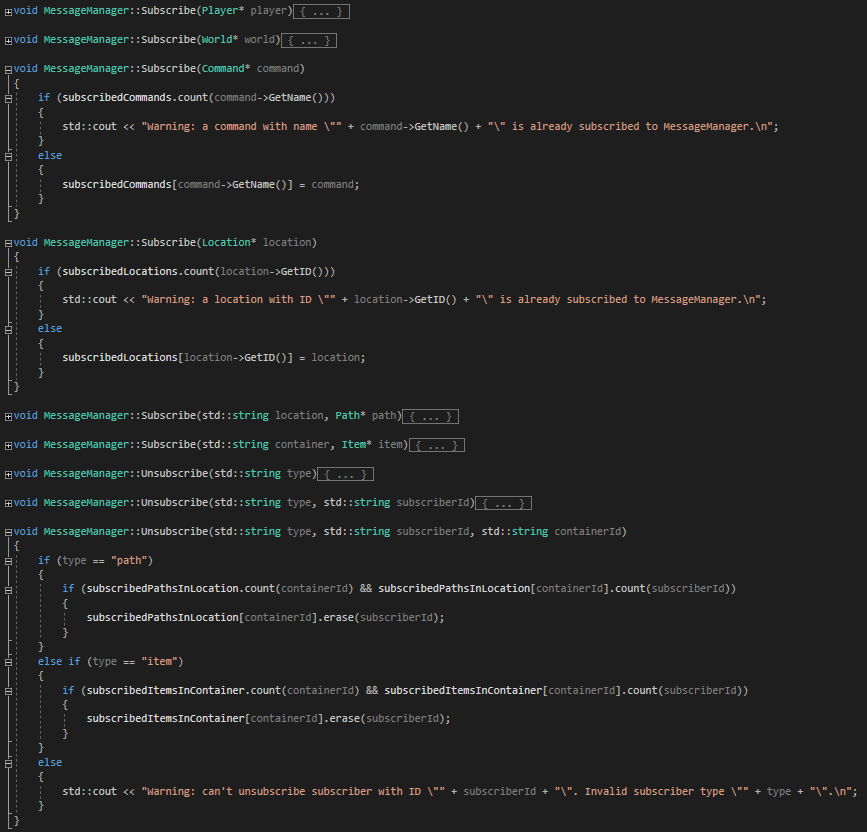 void MessageManager::Subscribe(Player* player){ ... }
void MessageManager::Subscribe(World* world){ ... }
void MessageManager::Subscribe(Command* command)
{
if (subscribedCommands.count(command->GetName()))
{
std::cout << "Warning: a command with name \"" + command->GetName() + "\" is already subscribed to MessageManager.\n";
}
else
{
subscribedCommands[command->GetName()] = command;
}
}
void MessageManager::Subscribe(Location* location)
{
if (subscribedLocations.count(location->GetID()))
{
std::cout << "Warning: a location with ID \"" + location->GetID() + "\" is already subscribed to MessageManager.\n";
}
else
{
subscribedLocations[location->GetID()] = location;
}
}
void MessageManager::Subscribe(std::string location, Path* path){ ... }
void MessageManager::Subscribe(std::string container, Item* item){ ... }
void MessageManager::Unsubscribe(std::string type){ ... }
void MessageManager::Unsubscribe(std::string type, std::string subscriberId){ ... }
void MessageManager::Unsubscribe(std::string type, std::string subscriberId, std::string containerId)
{
if (type == "path")
{
if (subscribedPathsInLocation.count(containerId) && subscribedPathsInLocation[containerId].count(subscriberId))
{
subscribedPathsInLocation[containerId].erase(subscriberId);
}
}
else if (type == "item")
{
if (subscribedItemsInContainer.count(containerId) && subscribedItemsInContainer[containerId].count(subscriberId))
{
subscribedItemsInContainer[containerId].erase(subscriberId);
}
}
else
{
std::cout << "Warning: can't unsubscribe subscriber with ID \"" + subscriberId + "\". Invalid subscriber type \"" + type + "\".\n";
}
}